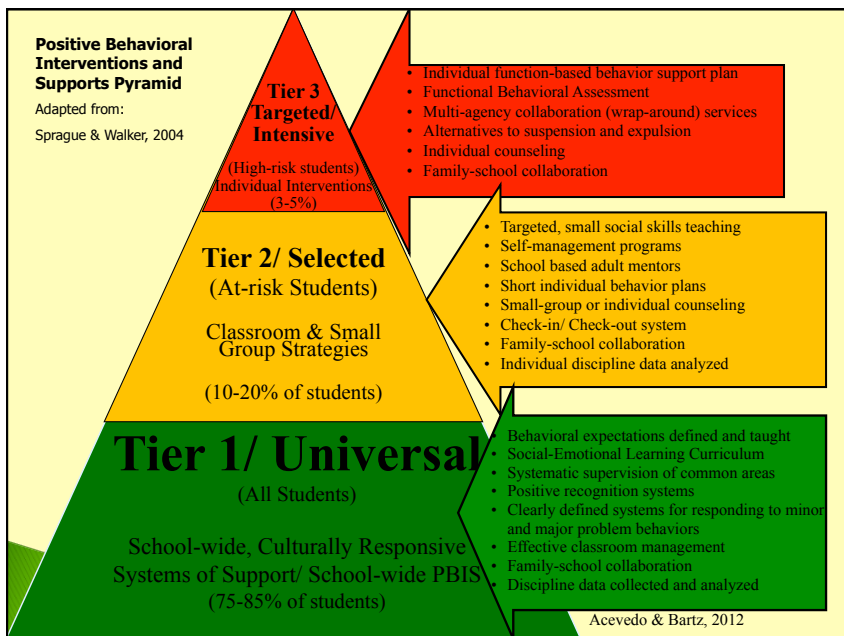 Positive Behavioral
Interventions and
Supports Pyramid
Adapted from:
Sprague & Walker, 2004
Tier 3
Targeted/
Intensive
(High-risk students)
Individual Interventions
(3-5%)
• Individual function-based behavior support plan
• Functional Behavioral Assessment
• Multi-agency collaboration (wrap-around) services
• Alternatives to suspension and expulsion
• Individual counseling
• Family-school collaboration
Tier 2/ Selected
(At-risk Students)
Classroom & Small
Group Strategies
(10-20% of students)
• Targeted, small social skills teaching
• Self-management programs
• School based adult mentors
• Short individual behavior plans
• Small-group or individual counseling
• Check-in/ Check-out system
• Family-school collaboration
• Individual discipline data analyzed
Tier 1/ Universal
(All Students)
School-wide, Culturally Responsive
Systems of Support/ School-wide PBIS
(75-85% of students)
• Behavioral expectations defined and taught
• Social-Emotional Learning Curriculum
• Systematic supervision of common areas
• Positive recognition systems
• Clearly defined systems for responding to minor
and major problem behaviors
• Effective classroom management
• Family-school collaboration
• Discipline data collected and analyzed
Acevedo & Bartz, 2012